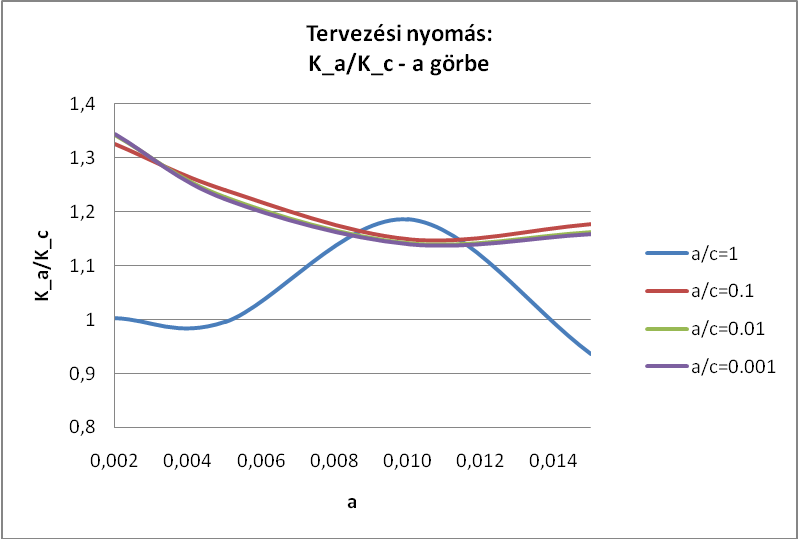 Tervezési nyomás:
K_a/K_c - a görbe
1,4
1,3
1,2
1,1
1
0,9
0,8
K_a/K_c
0,002 0,004 0,006 0,008 0,010 0,012 0,014
a
a/c=1
a/c=0.1
a/c=0.01
a/c=0.001